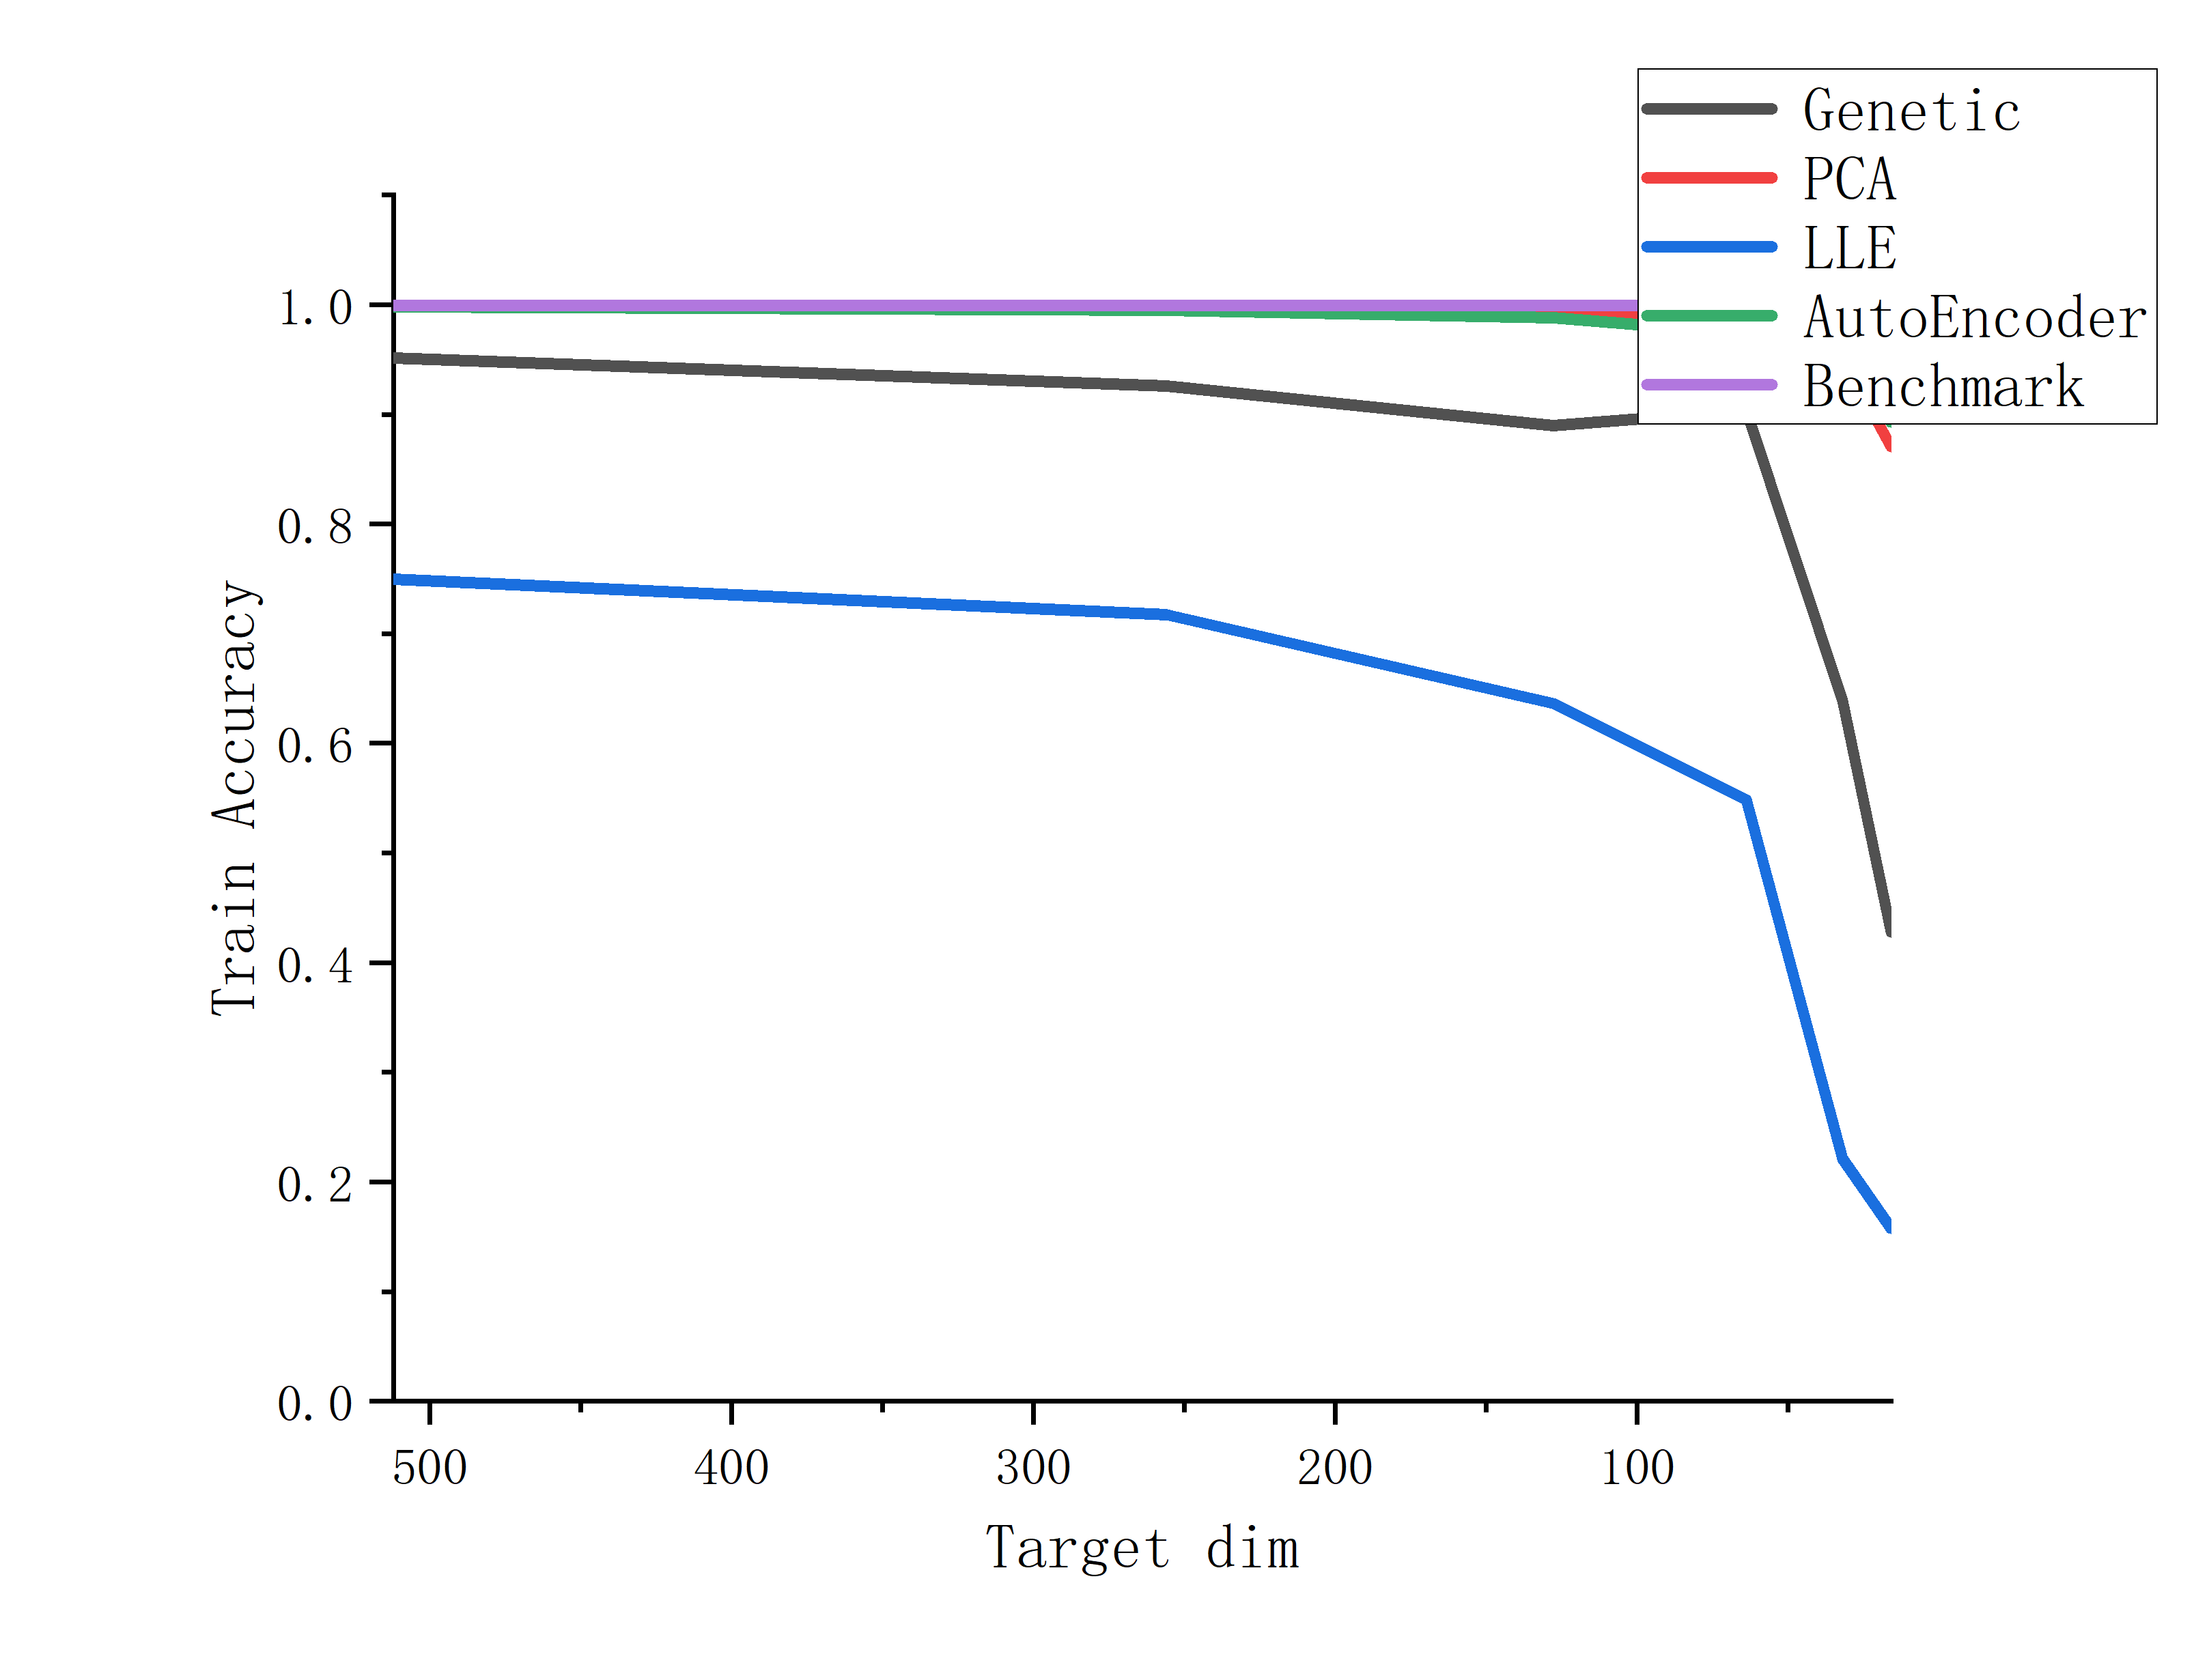 Genetic
PCA
LLE
AutoEncoder
Benchmark
1.0
0.8
0.6
0.4
0.2
0.0
Train Accuracy
500 400 300 200 100
Target dim